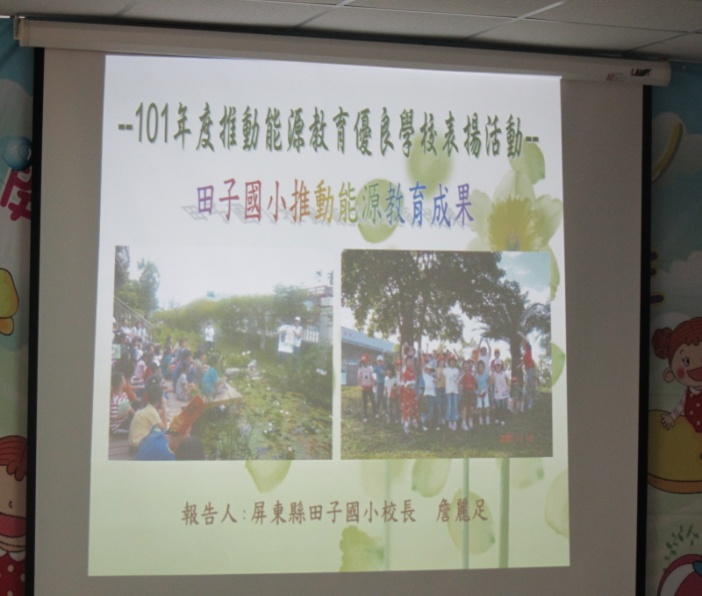 --101年度推動能源教育優良學校表揚活動--
田子國小推動能源教育成果
報告人:屏東縣田子國小校長　詹麗足